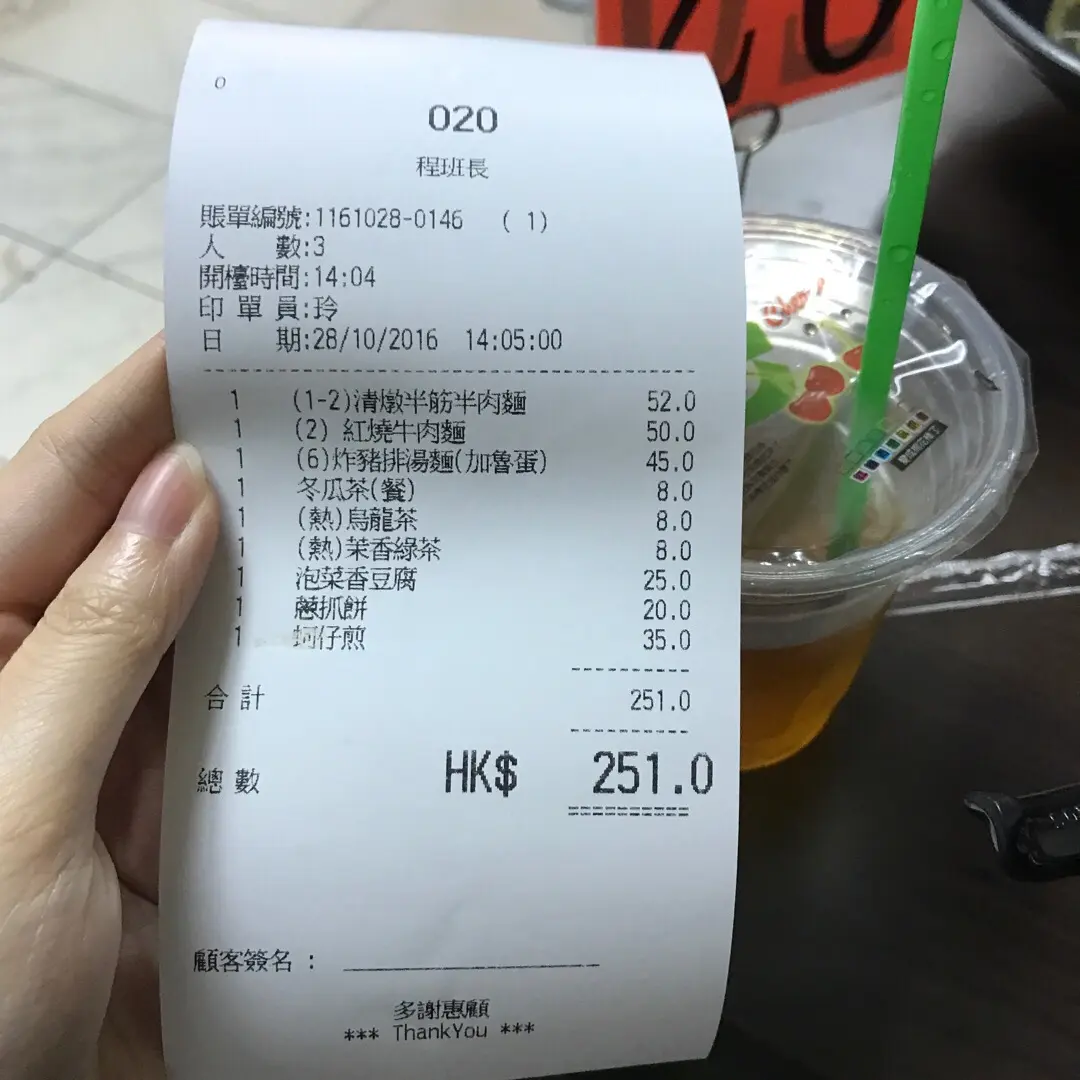 0
020
程班長
賬單編號:1161028-0146 ( 1)
人 數:3
開檯時間:14:04
印 單 員:玲
日 期:28/10/2016 14:05:00
1 (1-2)清燉半筋半肉麵 52.0
1 (2) 紅燒牛肉麵 50.0
1 (6)炸豬排湯麵(加魯蛋) 45.0
1 冬瓜茶(餐) 8.0
1 (熱)烏龍茶 8.0
1 (熱)茉香綠茶 8.0
1 泡菜香豆腐 25.0
1 蔥抓餅 20.0
1 蚵仔煎 35.0
合 計 251.0
總 數 HK$ 251.0
顧客簽名 :
多謝惠顧
*** ThankYou ***
20